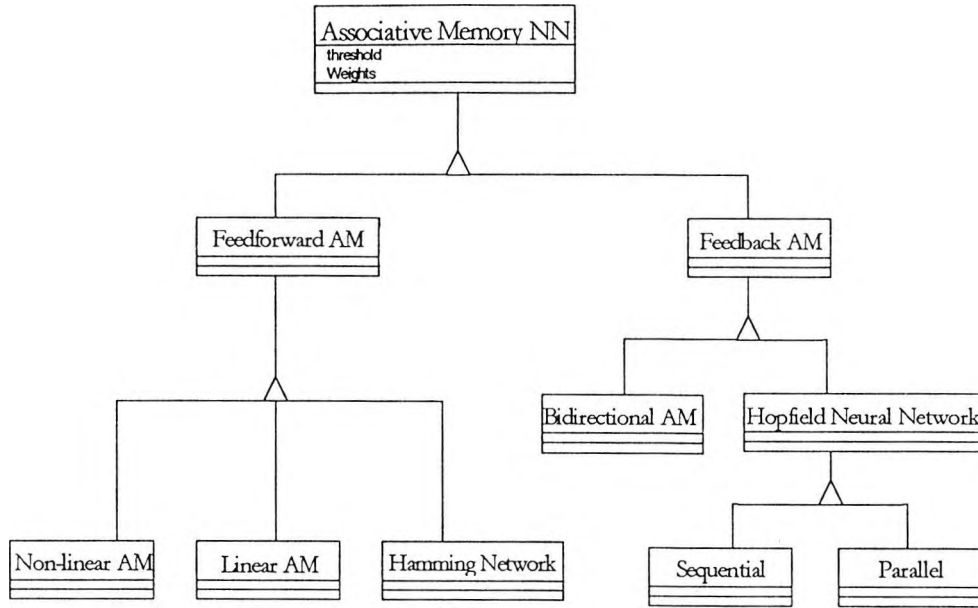 Associative Memory NN
threshold
Weights
Feedforward AM
Feedback AM
Bidirectional AM
Hopfield Neural Network
Non-linear AM
Linear AM
Hamming Network
Sequential
Parallel